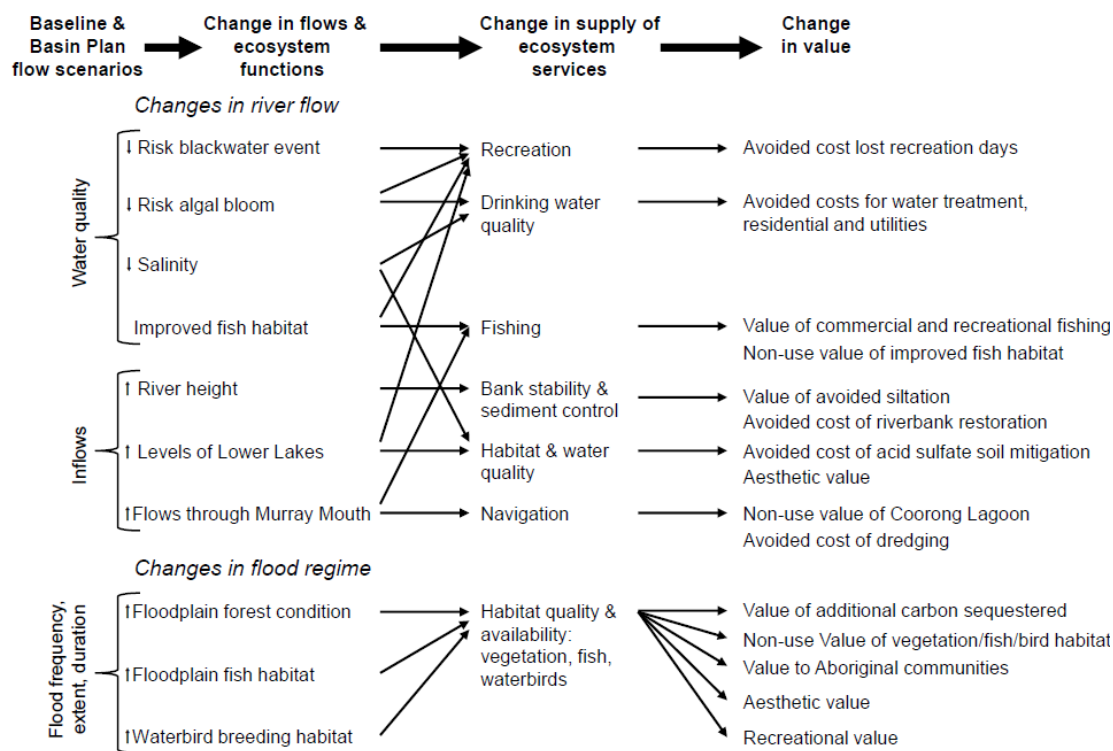 Baseline &
Basin Plan
flow scenarios
Change in flows &
ecosystem
functions
Change in supply of
ecosystem
services
Change
in value
Changes in river flow
Water quality
↓ Risk blackwater event
Recreation
Avoided cost lost recreation days
↓ Risk algal bloom
Drinking water
quality
Avoided costs for water treatment,
residential and utilities
↓ Salinity
Improved fish habitat
Fishing
Value of commercial and recreational fishing
Non-use value of improved fish habitat
Inflows
↑ River height
Bank stability &
sediment control
Value of avoided siltation
Avoided cost of riverbank restoration
↑ Levels of Lower Lakes
Habitat & water
quality
Avoided cost of acid sulfate soil mitigation
Aesthetic value
↑Flows through Murray Mouth
Navigation
Non-use value of Coorong Lagoon
Avoided cost of dredging
Changes in flood regime
Flood frequency,
extent, duration
↑Floodplain forest condition
Habitat quality &
availability:
vegetation, fish,
waterbirds
Value of additional carbon sequestered
Non-use Value of vegetation/fish/bird habitat
Value to Aboriginal communities
↑Floodplain fish habitat
Aesthetic value
↑Waterbird breeding habitat
Recreational value